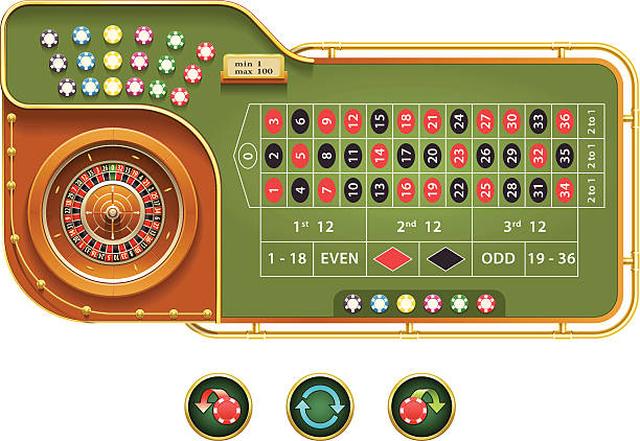 min 1
max 100
3 6 9 12 15 18 21 24 27 30 33 36 2 to 1
0 2 5 8 11 14 17 20 23 26 29 32 35 2 to 1
1 4 7 10 13 16 19 22 25 28 31 34 2 to 1
1st 12 2nd 12 3rd 12
1 - 18 EVEN ODD 19 - 36